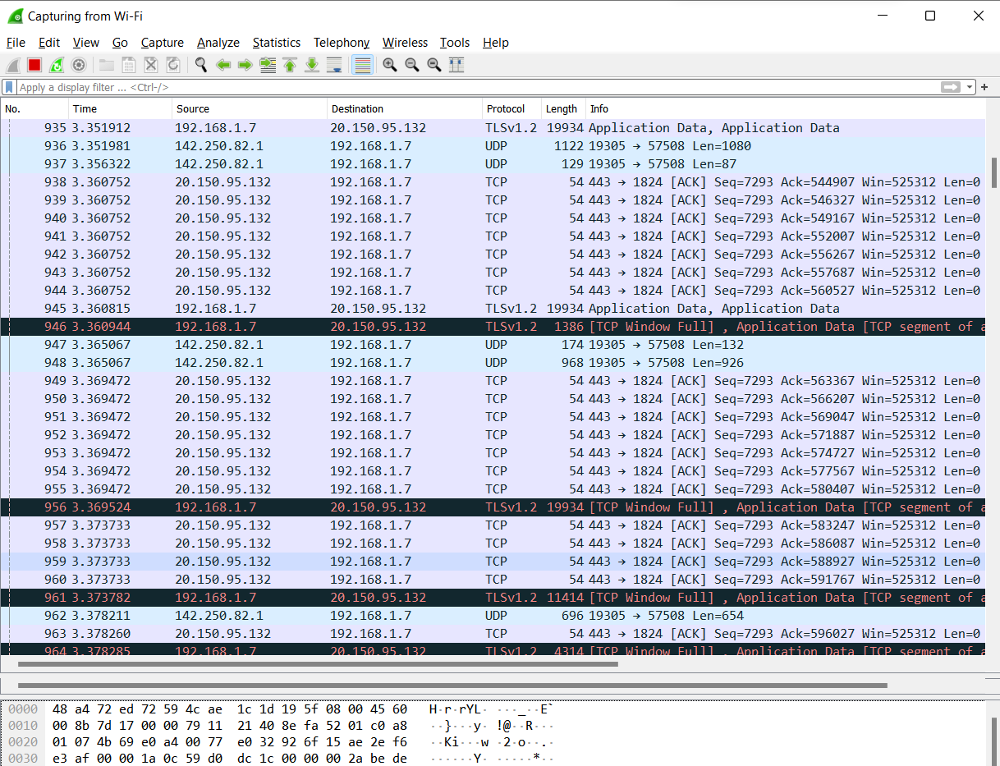 Capturing from Wi-Fi
File Edit View Go Capture Analyze Statistics Telephony Wireless Tools Help
Apply a display filter ... <Ctrl-/>
No. Time Source Destination Protocol Length Info
935 3.351912 192.168.1.7 20.150.95.132 TLSv1.2 19934 Application Data, Application Data
936 3.351981 142.250.82.1 192.168.1.7 UDP 1122 19305 → 57508 Len=1080
937 3.356322 142.250.82.1 192.168.1.7 UDP 129 19305 → 57508 Len=87
938 3.360752 20.150.95.132 192.168.1.7 TCP 54 443 → 1824 [ACK] Seq=7293 Ack=544907 Win=525312 Len=0
939 3.360752 20.150.95.132 192.168.1.7 TCP 54 443 → 1824 [ACK] Seq=7293 Ack=546327 Win=525312 Len=0
940 3.360752 20.150.95.132 192.168.1.7 TCP 54 443 → 1824 [ACK] Seq=7293 Ack=549167 Win=525312 Len=0
941 3.360752 20.150.95.132 192.168.1.7 TCP 54 443 → 1824 [ACK] Seq=7293 Ack=552007 Win=525312 Len=0
942 3.360752 20.150.95.132 192.168.1.7 TCP 54 443 → 1824 [ACK] Seq=7293 Ack=556267 Win=525312 Len=0
943 3.360752 20.150.95.132 192.168.1.7 TCP 54 443 → 1824 [ACK] Seq=7293 Ack=557687 Win=525312 Len=0
944 3.360752 20.150.95.132 192.168.1.7 TCP 54 443 → 1824 [ACK] Seq=7293 Ack=560527 Win=525312 Len=0
945 3.360815 192.168.1.7 20.150.95.132 TLSv1.2 19934 Application Data, Application Data
946 3.360944 192.168.1.7 20.150.95.132 TLSv1.2 1386 [TCP Window Full] , Application Data [TCP segment of a
947 3.365067 142.250.82.1 192.168.1.7 UDP 174 19305 → 57508 Len=132
948 3.365067 142.250.82.1 192.168.1.7 UDP 968 19305 → 57508 Len=926
949 3.369472 20.150.95.132 192.168.1.7 TCP 54 443 → 1824 [ACK] Seq=7293 Ack=563367 Win=525312 Len=0
950 3.369472 20.150.95.132 192.168.1.7 TCP 54 443 → 1824 [ACK] Seq=7293 Ack=566207 Win=525312 Len=0
951 3.369472 20.150.95.132 192.168.1.7 TCP 54 443 → 1824 [ACK] Seq=7293 Ack=569047 Win=525312 Len=0
952 3.369472 20.150.95.132 192.168.1.7 TCP 54 443 → 1824 [ACK] Seq=7293 Ack=571887 Win=525312 Len=0
953 3.369472 20.150.95.132 192.168.1.7 TCP 54 443 → 1824 [ACK] Seq=7293 Ack=574727 Win=525312 Len=0
954 3.369472 20.150.95.132 192.168.1.7 TCP 54 443 → 1824 [ACK] Seq=7293 Ack=577567 Win=525312 Len=0
955 3.369472 20.150.95.132 192.168.1.7 TCP 54 443 → 1824 [ACK] Seq=7293 Ack=580407 Win=525312 Len=0
956 3.369524 192.168.1.7 20.150.95.132 TLSv1.2 19934 [TCP Window Full] , Application Data [TCP segment of a
957 3.373733 20.150.95.132 192.168.1.7 TCP 54 443 → 1824 [ACK] Seq=7293 Ack=583247 Win=525312 Len=0
958 3.373733 20.150.95.132 192.168.1.7 TCP 54 443 → 1824 [ACK] Seq=7293 Ack=586087 Win=525312 Len=0
959 3.373733 20.150.95.132 192.168.1.7 TCP 54 443 → 1824 [ACK] Seq=7293 Ack=588927 Win=525312 Len=0
960 3.373733 20.150.95.132 192.168.1.7 TCP 54 443 → 1824 [ACK] Seq=7293 Ack=591767 Win=525312 Len=0
961 3.373782 192.168.1.7 20.150.95.132 TLSv1.2 11414 [TCP Window Full] , Application Data [TCP segment of a
962 3.378211 142.250.82.1 192.168.1.7 UDP 696 19305 → 57508 Len=654
963 3.378260 20.150.95.132 192.168.1.7 TCP 54 443 → 1824 [ACK] Seq=7293 Ack=596027 Win=525312 Len=0
964 3.378285 192.168.1.7 20.150.95.132 TLSv1.2 4314 [TCP Window Full] , Application Data [TCP segment of a
0000 48 a4 72 ed 72 59 4c ae 1c 1d 19 5f 08 00 45 60 H·r·rYL· ···_··E`
0010 00 8b 7d 17 00 00 79 11 21 40 8e fa 52 01 c0 a8 ··}···y· !@··R···
0020 01 07 4b 69 e0 a4 00 77 e0 32 92 6f 15 ae 2e f6 ··Ki···w ·2·o··.·
0030 e3 af 00 00 1a 0c 59 d0 dc 1c 00 00 00 2a be de ······Y· ·····*··